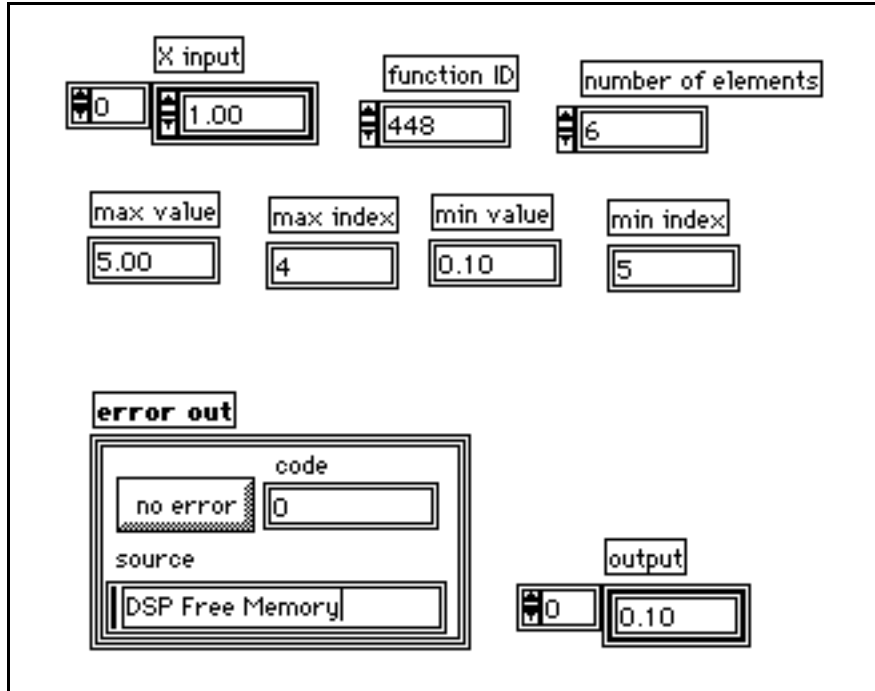 X input
0
1.00
function ID
448
number of elements
6
max value
5.00
max index
4
min value
0.10
min index
5
error out
no error
code
0
source
DSP Free Memory
output
0
0.10